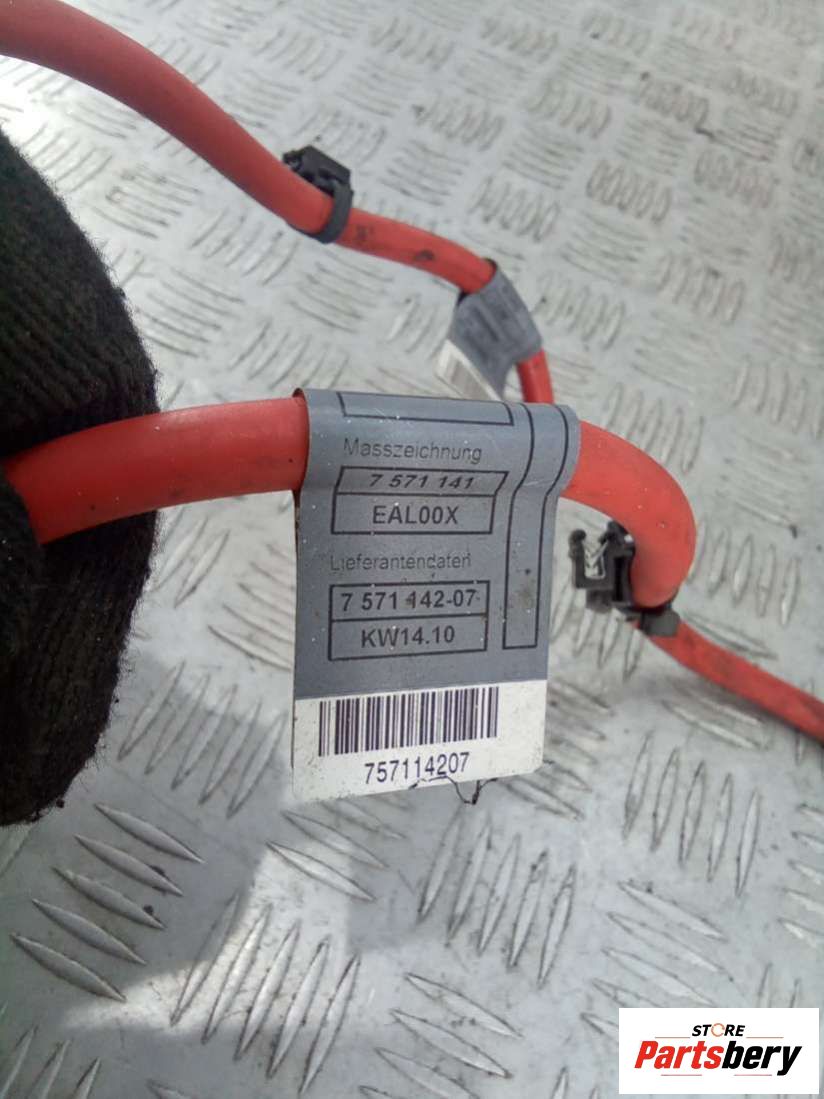 Masszeichnung
7 571 141
EAL00X
Lieferantendaten
7 571 142-07
KW14.10
757114207
STORE
Partsbery